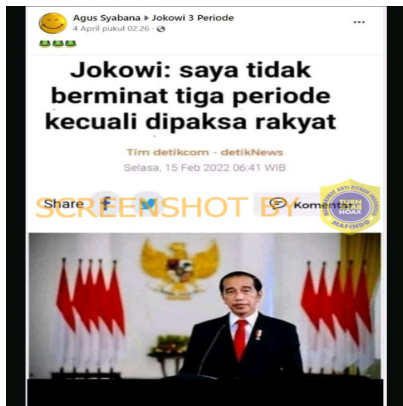 Agus Syabana ▸ Jokowi 3 Periode
4 April pukul 02.26 ·
Jokowi: saya tidak
berminat tiga periode
kecuali dipaksa rakyat
Tim detikcom - detikNews
Selasa, 15 Feb 2022 06:41 WIB
Share
Komentar
SCREENSHOT BY
TURN
BACK
HOAX
MAFINDO